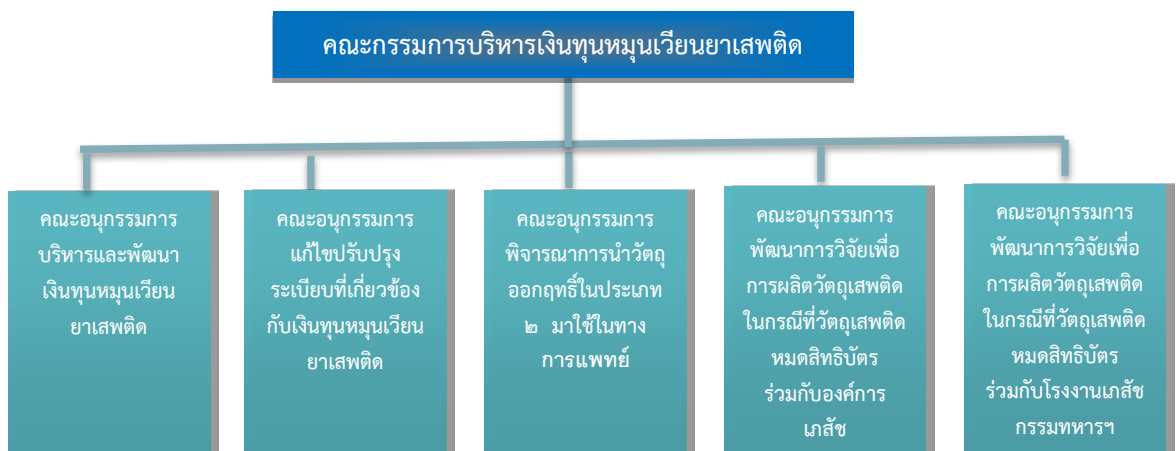 คณะกรรมการบริหารเงินทุนหมุนเวียนยาเสพติด
คณะอนุกรรมการ
บริหารและพัฒนา
เงินทุนหมุนเวียน
ยาเสพติด
คณะอนุกรรมการ
แก้ไขปรับปรุง
ระเบียบที่เกี่ยวข้อง
กับเงินทุนหมุนเวียน
ยาเสพติด
คณะอนุกรรมการ
พิจารณาการนำวัตถุ
ออกฤทธิ์ในประเภท
๒ มาใช้ในทาง
การแพทย์
คณะอนุกรรมการ
พัฒนาการวิจัยเพื่อ
การผลิตวัตถุเสพติด
ในกรณีที่วัตถุเสพติด
หมดสิทธิบัตร
ร่วมกับองค์การ
เภสัช
คณะอนุกรรมการ
พัฒนาการวิจัยเพื่อ
การผลิตวัตถุเสพติด
ในกรณีที่วัตถุเสพติด
หมดสิทธิบัตร
ร่วมกับโรงงานเภสัช
กรรมทหารฯ